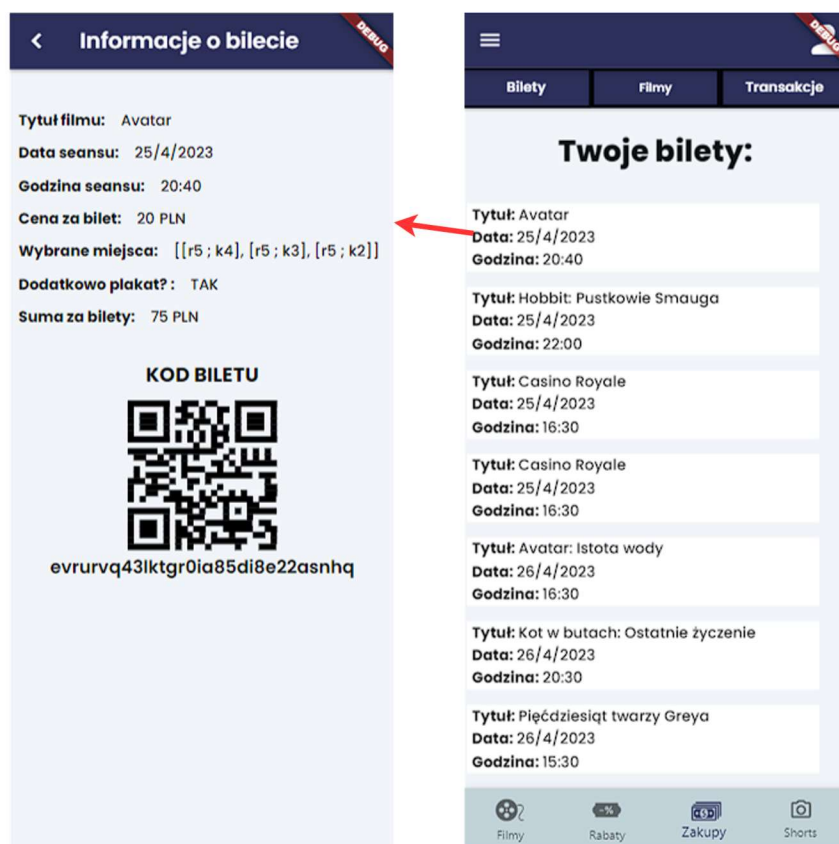 Informacje o bilecie
DEBUG
Tytuł filmu: Avatar
Data seansu: 25/4/2023
Godzina seansu: 20:40
Cena za bilet: 20 PLN
Wybrane miejsca: [[r5 ; k4], [r5 ; k3], [r5 ; k2]]
Dodatkowo plakat? : TAK
Suma za bilety: 75 PLN
KOD BILETU
evrurvq43lktgr0ia85di8e22asnhq
DEBUG
Bilety Filmy Transakcje
Twoje bilety:
Tytuł: Avatar
Data: 25/4/2023
Godzina: 20:40
Tytuł: Hobbit: Pustkowie Smauga
Data: 25/4/2023
Godzina: 22:00
Tytuł: Casino Royale
Data: 25/4/2023
Godzina: 16:30
Tytuł: Casino Royale
Data: 25/4/2023
Godzina: 16:30
Tytuł: Avatar: Istota wody
Data: 26/4/2023
Godzina: 16:30
Tytuł: Kot w butach: Ostatnie życzenie
Data: 26/4/2023
Godzina: 20:30
Tytuł: Pięćdziesiąt twarzy Greya
Data: 26/4/2023
Godzina: 15:30
Filmy Rabaty Zakupy Shorts